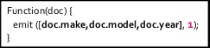 Function(doc) {
emit ([doc.make,doc.model,doc.year], 1);
}